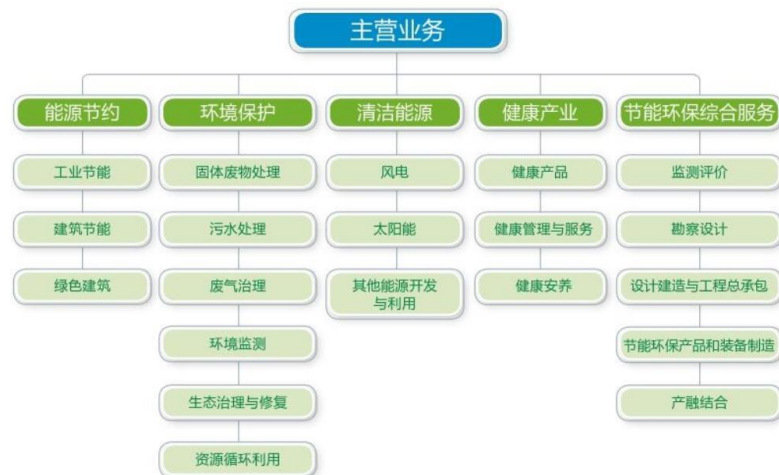 主营业务
能源节约
工业节能
建筑节能
绿色建筑
环境保护
固体废物处理
污水处理
废气治理
环境监测
生态治理与修复
资源循环利用
清洁能源
风电
太阳能
其他能源开发
与利用
健康产业
健康产品
健康管理与服务
健康安养
节能环保综合服务
监测评价
勘察设计
设计建造与工程总承包
节能环保产品和装备制造
产融结合